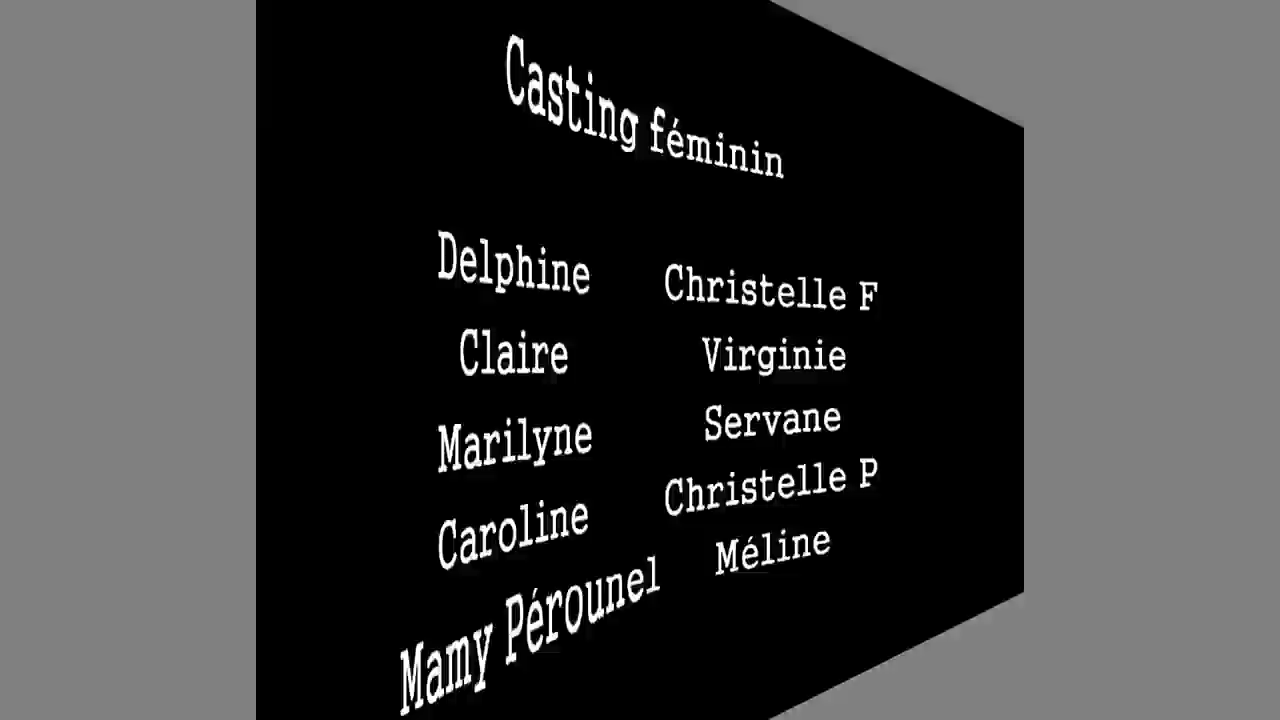 Casting féminin
Delphine
Claire
Marilyne
Caroline
Mamy Pérounel
Christelle F
Virginie
Servane
Christelle P
Méline